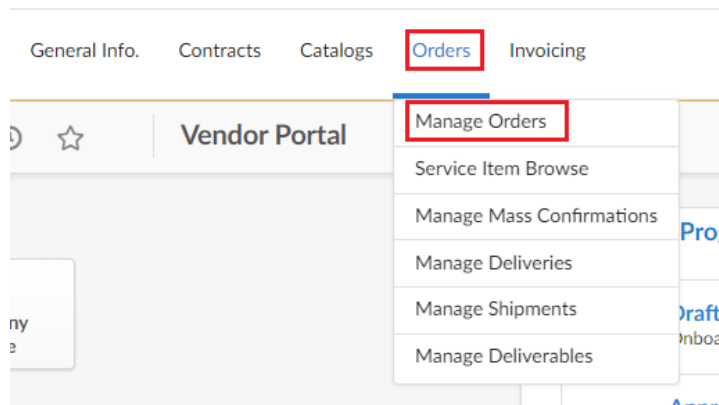 General Info. Contracts Catalogs Orders Invoicing
Vendor Portal
Manage Orders
Service Item Browse
Manage Mass Confirmations
Manage Deliveries
Manage Shipments
Manage Deliverables